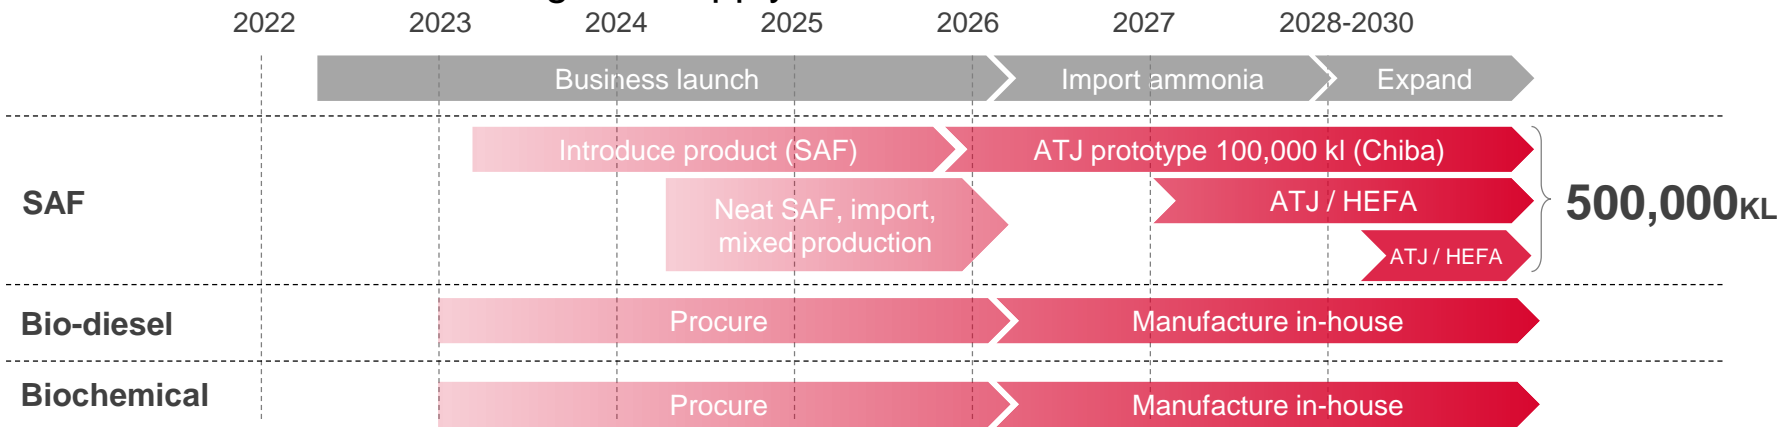 2022 2023 2024 2025 2026 2027 2028-2030
Business launch Import ammonia Expand
SAF
Introduce product (SAF) ATJ prototype 100,000 kl (Chiba)
Neat SAF, import,
mixed production
ATJ / HEFA
ATJ / HEFA
500,000KL
Bio-diesel
Procure Manufacture in-house
Biochemical
Procure Manufacture in-house